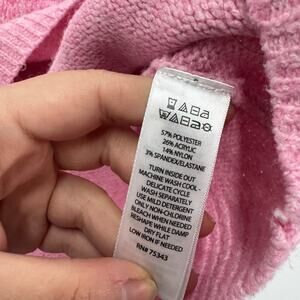 57% POLYESTER
26% ACRYLIC
14% NYLON
3% SPANDEX/ELASTANE
TURN INSIDE OUT
MACHINE WASH COOL -
DELICATE CYCLE
WASH SEPARATELY
USE MILD DETERGENT
ONLY NON-CHLORINE
BLEACH WHEN NEEDED
RESHAPE WHILE DAMP
DRY FLAT
LOW IRON IF NEEDED
RN# 75343